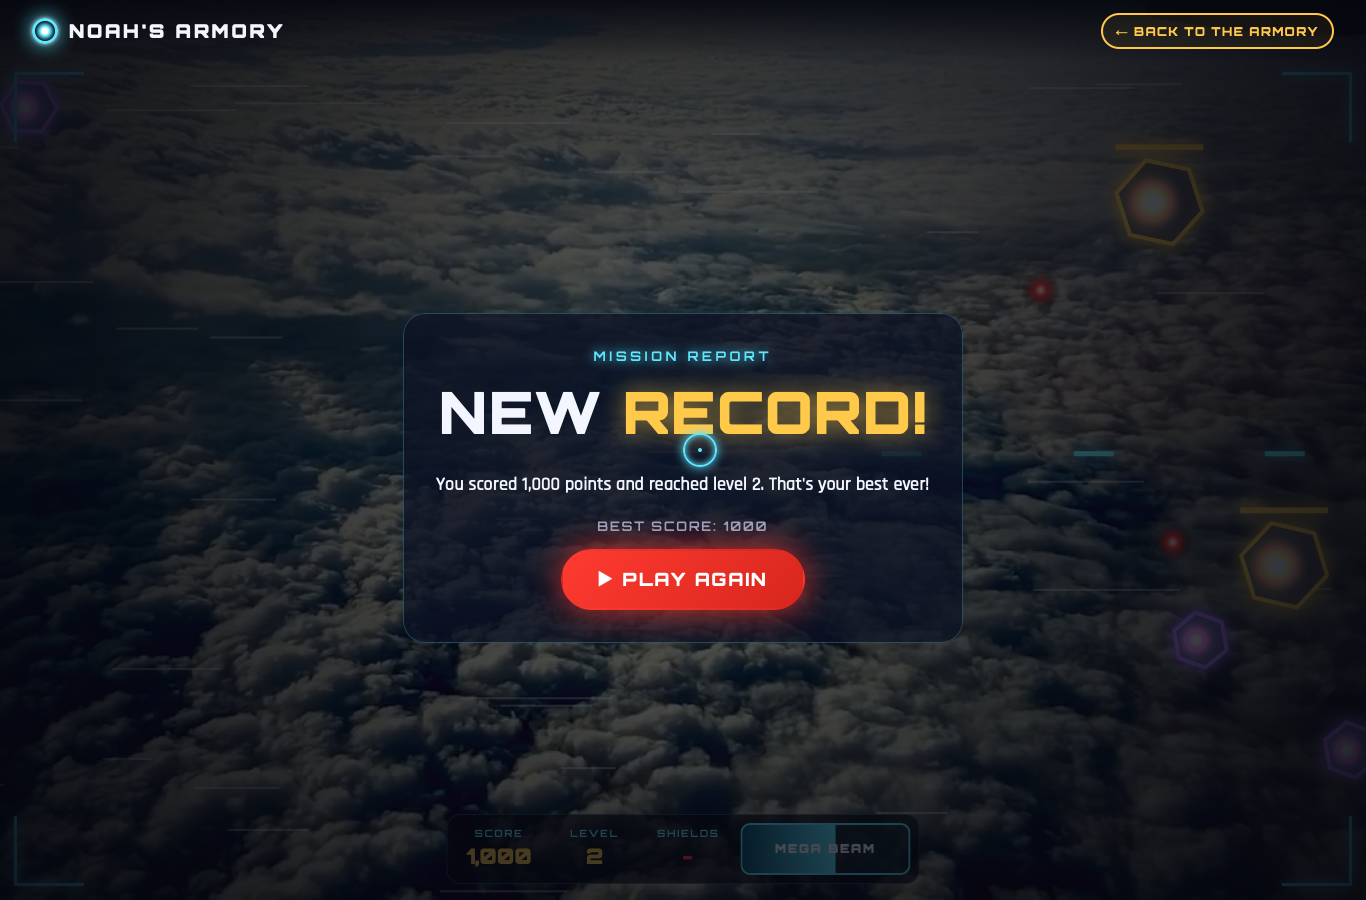 NOAH'S ARMORY
← BACK TO THE ARMORY
MISSION REPORT
NEW RECORD!
You scored 1,000 points and reached level 2. That's your best ever!
BEST SCORE: 1000
▶ PLAY AGAIN
SCORE LEVEL SHIELDS
1,000 2 -
MEGA BEAM